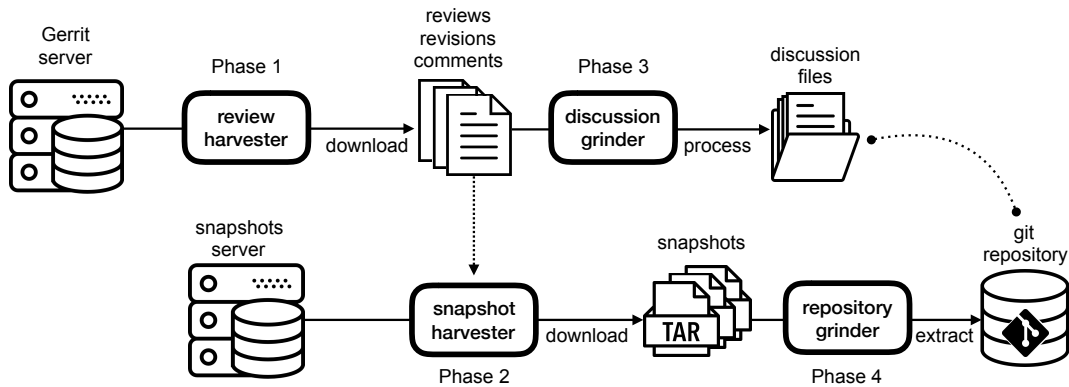 Gerrit
server
Phase 1
review
harvester
download
reviews
revisions
comments
Phase 3
discussion
grinder
process
discussion
files
snapshots
server
snapshot
harvester
Phase 2
download
snapshots
TAR
repository
grinder
Phase 4
extract
git
repository